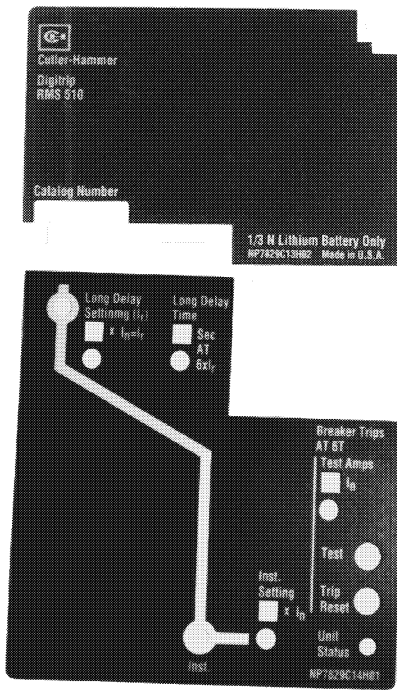 Cutler-Hammer
Digitrip
RMS 510
Catalog Number
1/3 N Lithium Battery Only
NP7829C13H02 Made in U.S.A.
Long Delay
Settinmg (Ir)
x In=Ir
Long Delay
Time
Sec
AT
6xIr
Breaker Trips
AT 6T
Test Amps
In
Test
Trip
Reset
Inst.
Setting
x In
Unit
Status
Inst
NP7829C14H01